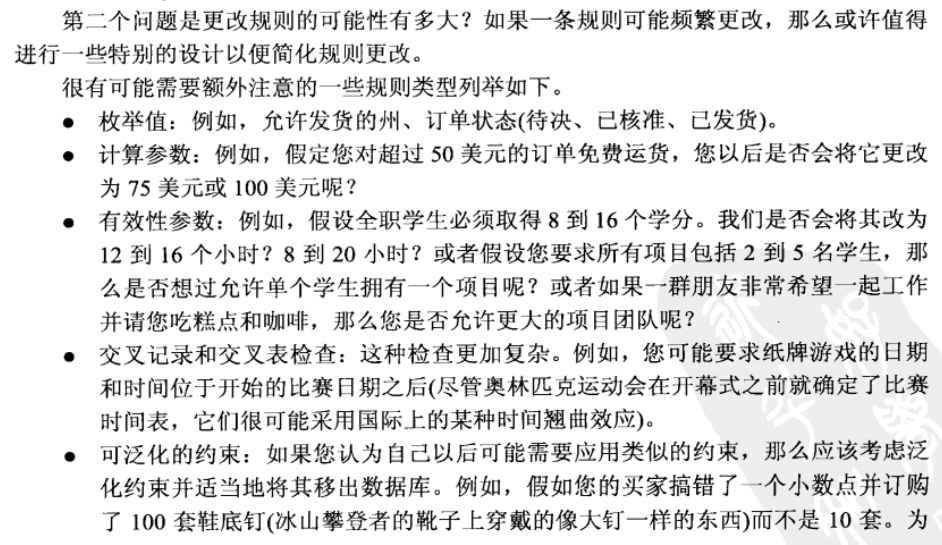 第二个问题是更改规则的可能性有多大？如果一条规则可能频繁更改，那么或许值得
进行一些特别的设计以便简化规则更改。
很有可能需要额外注意的一些规则类型列举如下。
● 枚举值：例如，允许发货的州、订单状态(待决、已核准、已发货)。
● 计算参数：例如，假定您对超过 50 美元的订单免费运货，您以后是否会将它更改
为 75 美元或 100 美元呢？
● 有效性参数：例如，假设全职学生必须取得 8 到 16 个学分。我们是否会将其改为
12 到 16 个小时？8 到 20 小时？或者假设您要求所有项目包括 2 到 5 名学生，那
么是否想过允许单个学生拥有一个项目呢？或者如果一群朋友非常希望一起工作
并请您吃糕点和咖啡，那么您是否允许更大的项目团队呢？
● 交叉记录和交叉表检查：这种检查更加复杂。例如，您可能要求纸牌游戏的日期
和时间位于开始的比赛日期之后(尽管奥林匹克运动会在开幕式之前就确定了比赛
时间表，它们很可能采用国际上的某种时间翘曲效应)。
● 可泛化的约束：如果您认为自己以后可能需要应用类似的约束，那么应该考虑泛
化约束并适当地将其移出数据库。例如，假如您的买家搞错了一个小数点并订购
了 100 套鞋底钉(冰山攀登者的靴子上穿戴的像大钉一样的东西)而不是 10 套。为